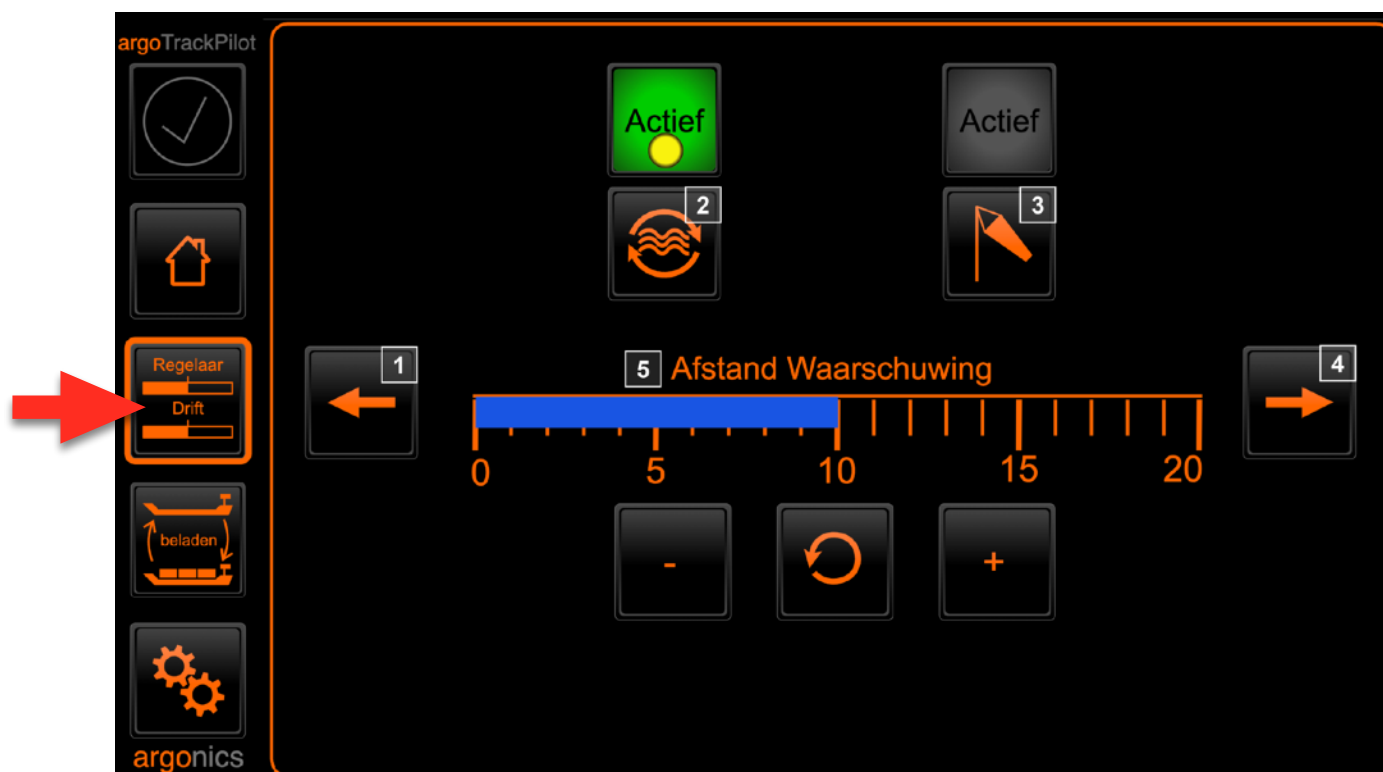 argoTrackPilot
Actief
Actief
2
3
Regelaar
Drift
1
5 Afstand Waarschuwing
4
0 5 10 15 20
beladen
- +
argonics